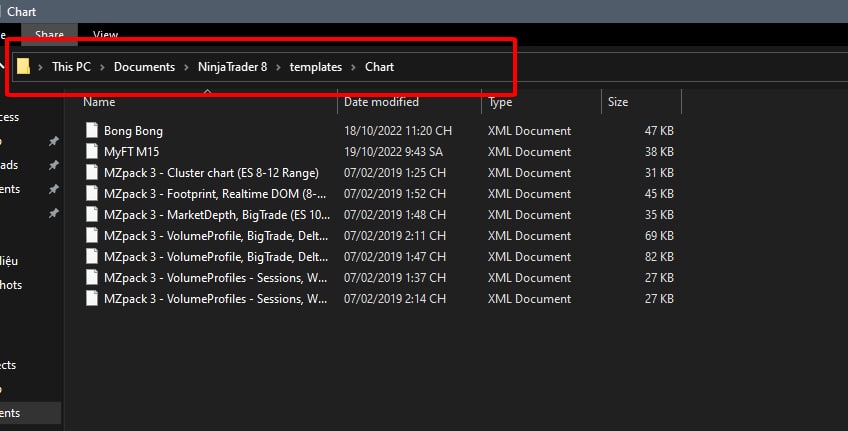 Chart
e
Share
View
This PC > Documents > NinjaTrader 8 > templates > Chart
Name Date modified Type Size
cess
Bong Bong 18/10/2022 11:20 CH XML Document 47 KB
MyFT M15 19/10/2022 9:43 SA XML Document 38 KB
ads
MZpack 3 - Cluster chart (ES 8-12 Range) 07/02/2019 1:25 CH XML Document 31 KB
ents
MZpack 3 - Footprint, Realtime DOM (8-... 07/02/2019 1:52 CH XML Document 45 KB
MZpack 3 - MarketDepth, BigTrade (ES 10... 07/02/2019 1:48 CH XML Document 35 KB
MZpack 3 - VolumeProfile, BigTrade, Delt... 07/02/2019 2:11 CH XML Document 69 KB
liệu
MZpack 3 - VolumeProfile, BigTrade, Delt... 07/02/2019 1:47 CH XML Document 82 KB
MZpack 3 - VolumeProfiles - Sessions, W... 07/02/2019 1:37 CH XML Document 27 KB
hots
MZpack 3 - VolumeProfiles - Sessions, W... 07/02/2019 2:14 CH XML Document 27 KB
ects
ents